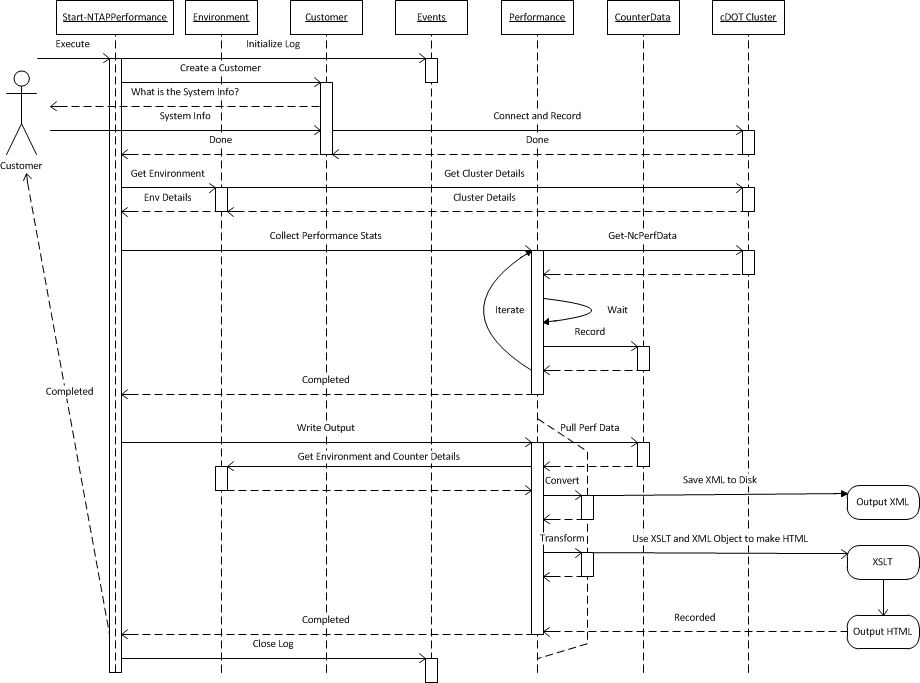 Start-NTAPPerformance
Environment
Customer
Events
Performance
CounterData
cDOT Cluster
Execute
Initialize Log
Create a Customer
What is the System Info?
System Info
Connect and Record
Done
Done
Customer
Get Environment
Get Cluster Details
Env Details
Cluster Details
Collect Performance Stats
Get-NcPerfData
Iterate
Wait
Record
Completed
Completed
Write Output
Pull Perf Data
Get Environment and Counter Details
Convert
Save XML to Disk
Output XML
Transform
Use XSLT and XML Object to make HTML
XSLT
Completed
Recorded
Output HTML
Close Log